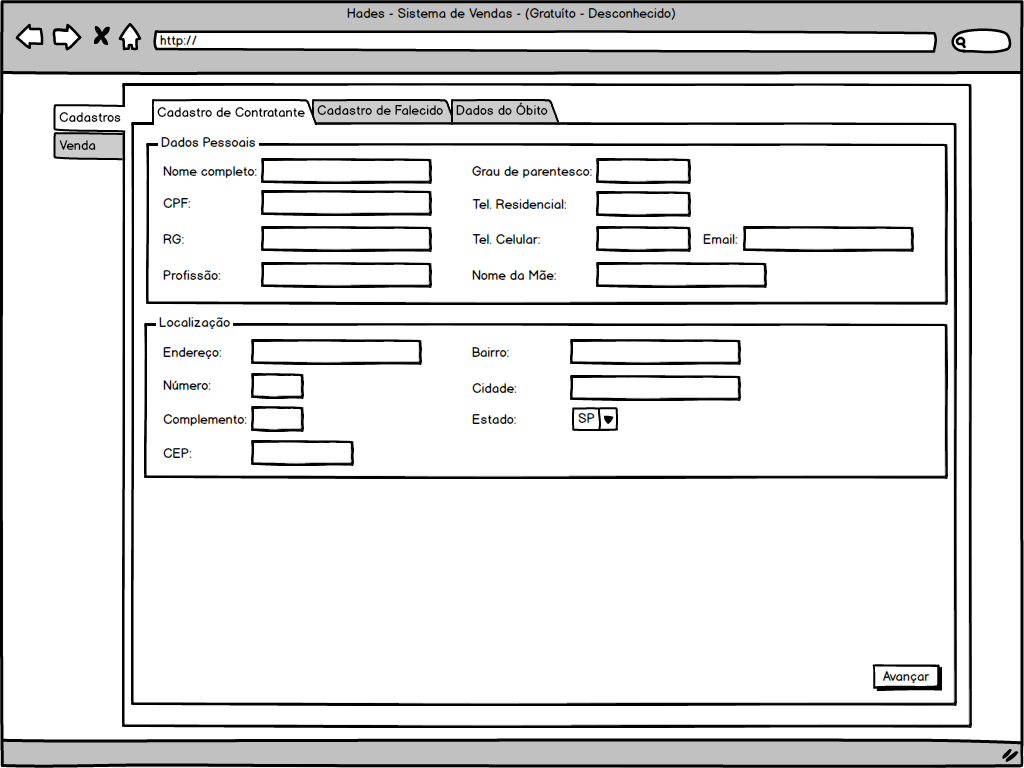 Hades - Sistema de Vendas - (Gratuíto - Desconhecido)
http://
Cadastros
Venda
Cadastro de Contratante
Cadastro de Falecido
Dados do Óbito
Dados Pessoais
Nome completo:
Grau de parentesco:
CPF:
Tel. Residencial:
RG:
Tel. Celular:
Email:
Profissão:
Nome da Mãe:
Localização
Endereço:
Bairro:
Número:
Cidade:
Complemento:
Estado:
SP
CEP:
Avançar